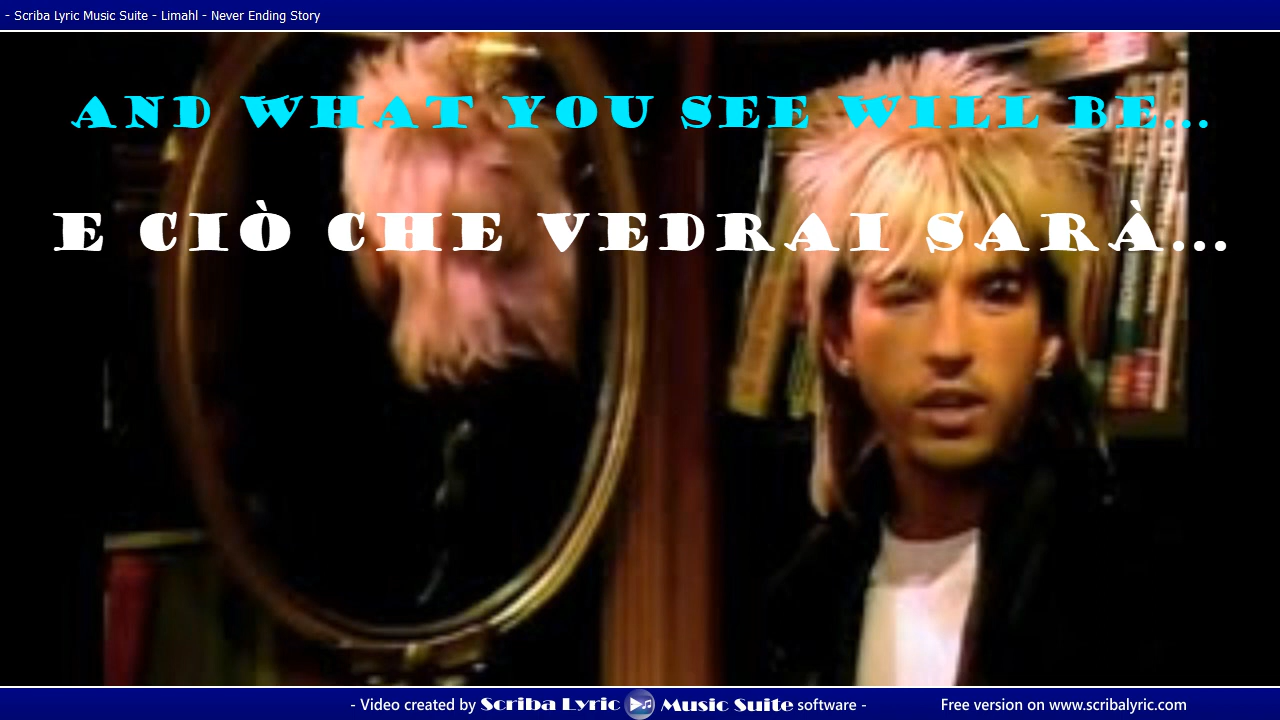 - Scriba Lyric Music Suite - Limahl - Never Ending Story
AND WHAT YOU SEE WILL BE...
E CIÒ CHE VEDRAI SARÀ...
- Video created by Scriba Lyric Music Suite software -
Free version on www.scribalyric.com